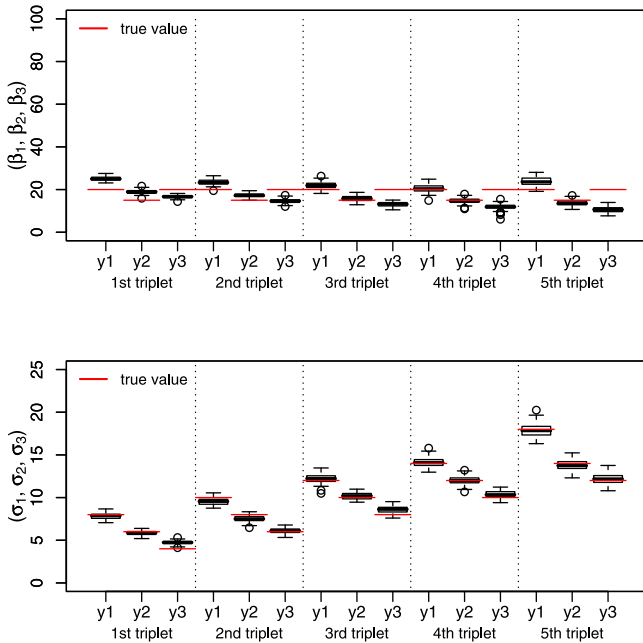 100
80
60
40
20
0
(β1, β2, β3)
true value
y1 y2 y3 y1 y2 y3 y1 y2 y3 y1 y2 y3 y1 y2 y3
1st triplet 2nd triplet 3rd triplet 4th triplet 5th triplet
25
20
15
10
5
0
(σ1, σ2, σ3)
true value
y1 y2 y3 y1 y2 y3 y1 y2 y3 y1 y2 y3 y1 y2 y3
1st triplet 2nd triplet 3rd triplet 4th triplet 5th triplet